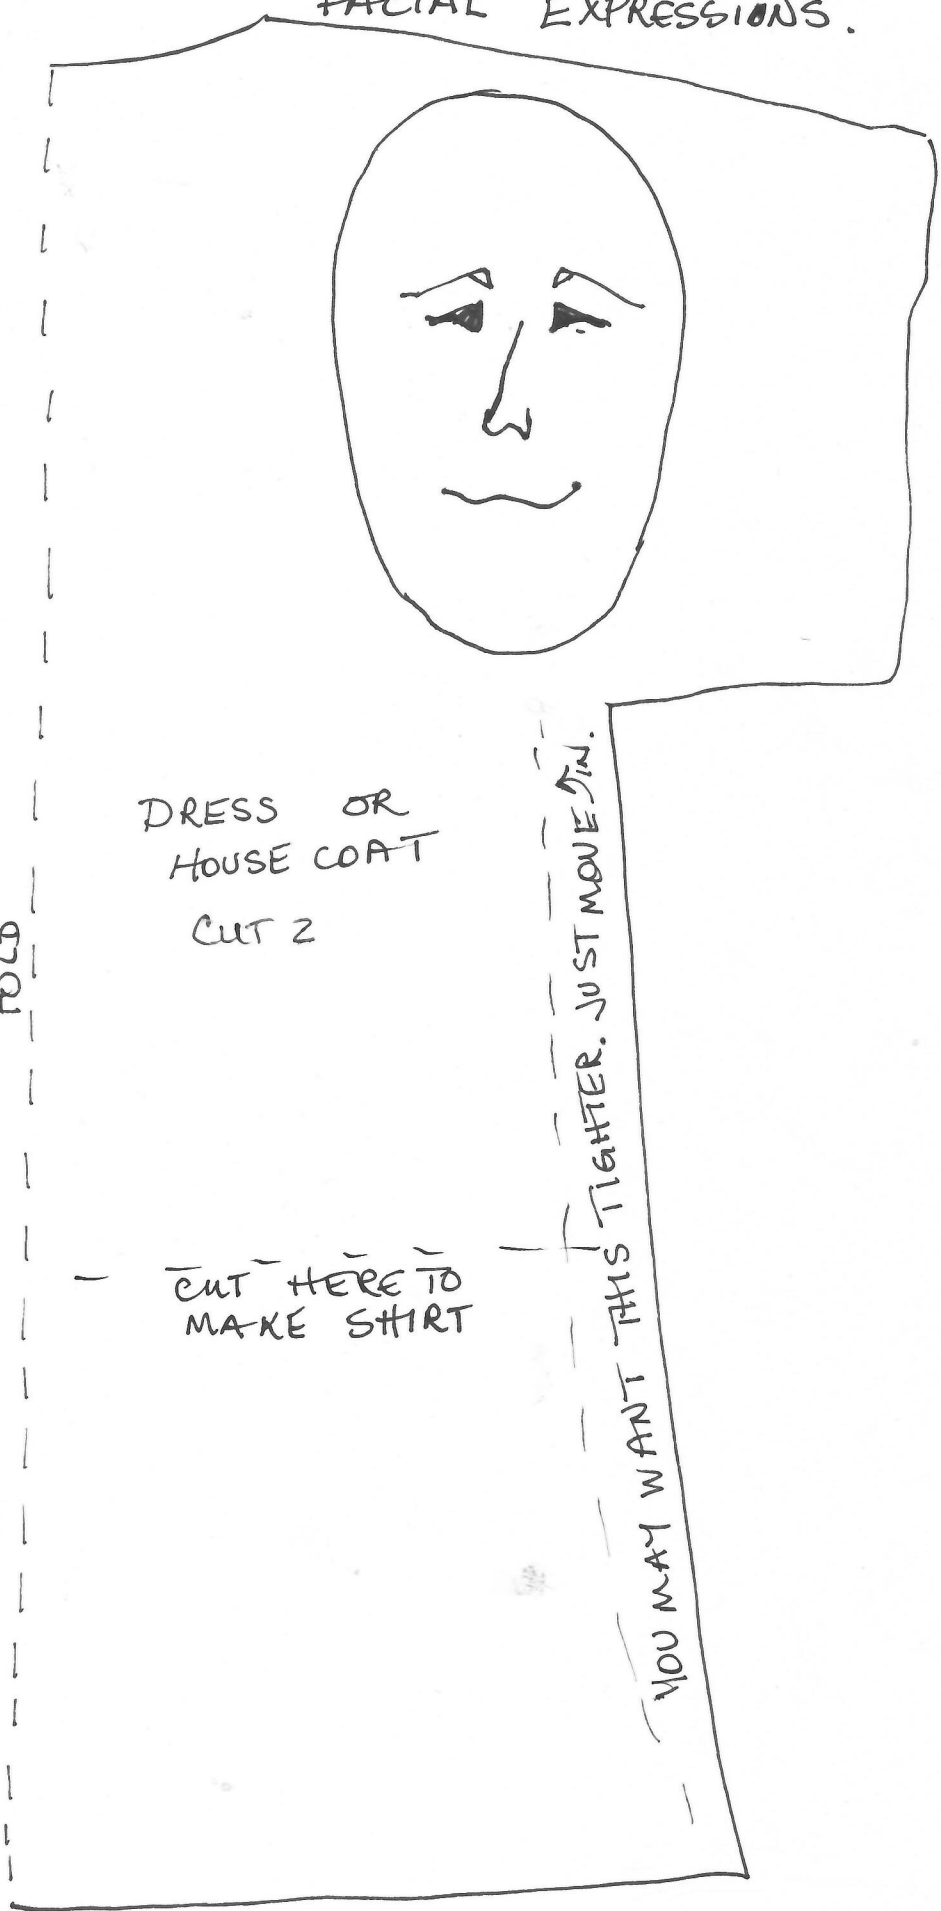 FACIAL EXPRESSIONS.
DRESS OR
HOUSE COAT
CUT 2
FOLD
YOU MAY WANT THIS TIGHTER. JUST MOVE IN.
CUT HERE TO
MAKE SHIRT